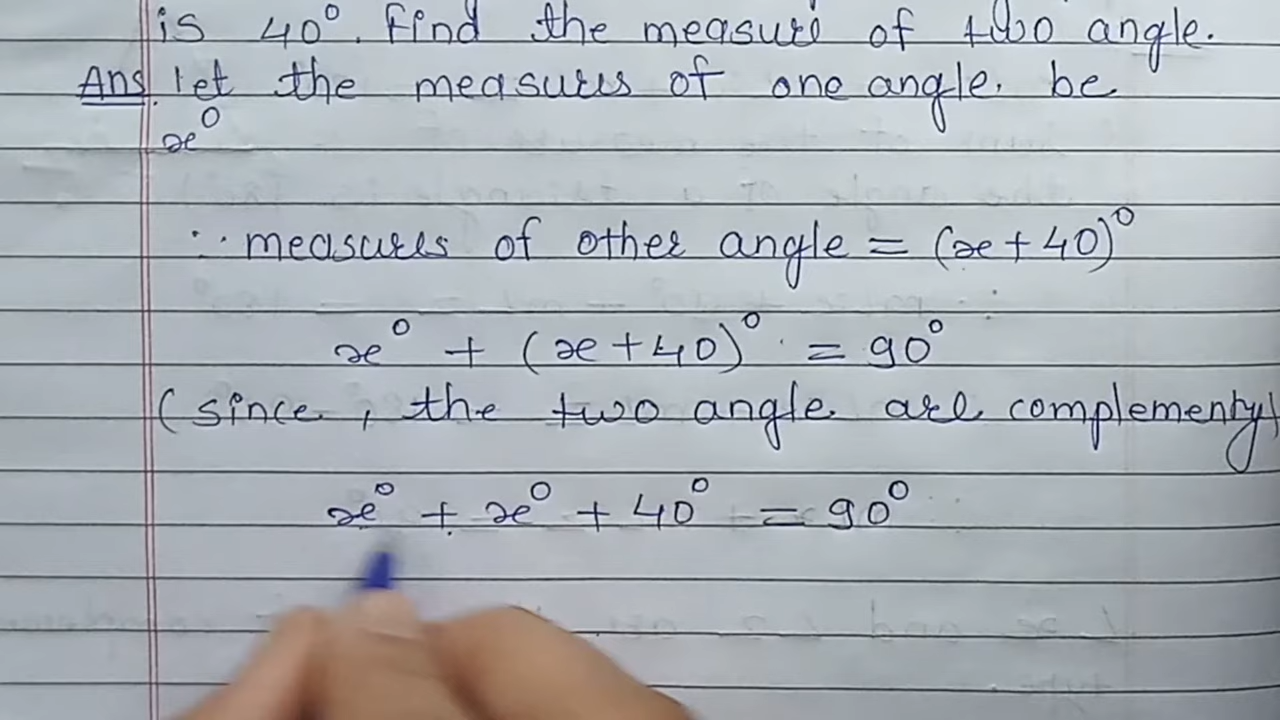 is 40°. Find the measure of two angle.
Ans. let the measures of one angle. be
x°
∴ measures of other angle = (x + 40)°
x° + (x + 40)° = 90°
(since, the two angle are complementy)
x° + x° + 40° = 90°